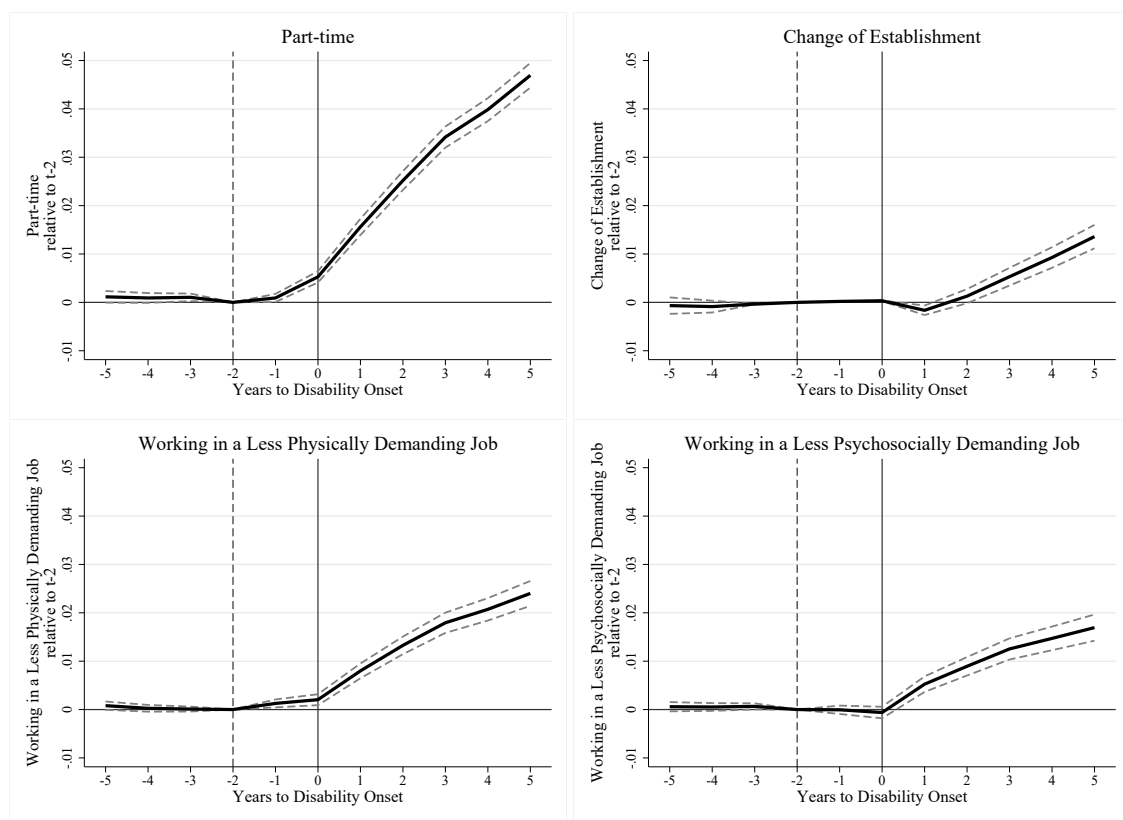 Part-time
Part-time
relative to t-2
.05
.04
.03
.02
.01
0
-.01
-5 -4 -3 -2 -1 0 1 2 3 4 5
Years to Disability Onset
Change of Establishment
Change of Establishment
relative to t-2
.05
.04
.03
.02
.01
0
-.01
-5 -4 -3 -2 -1 0 1 2 3 4 5
Years to Disability Onset
Working in a Less Physically Demanding Job
Working in a Less Physically Demanding Job
relative to t-2
.05
.04
.03
.02
.01
0
-.01
-5 -4 -3 -2 -1 0 1 2 3 4 5
Years to Disability Onset
Working in a Less Psychosocially Demanding Job
Working in a Less Psychosocially Demanding Job
relative to t-2
.05
.04
.03
.02
.01
0
-.01
-5 -4 -3 -2 -1 0 1 2 3 4 5
Years to Disability Onset